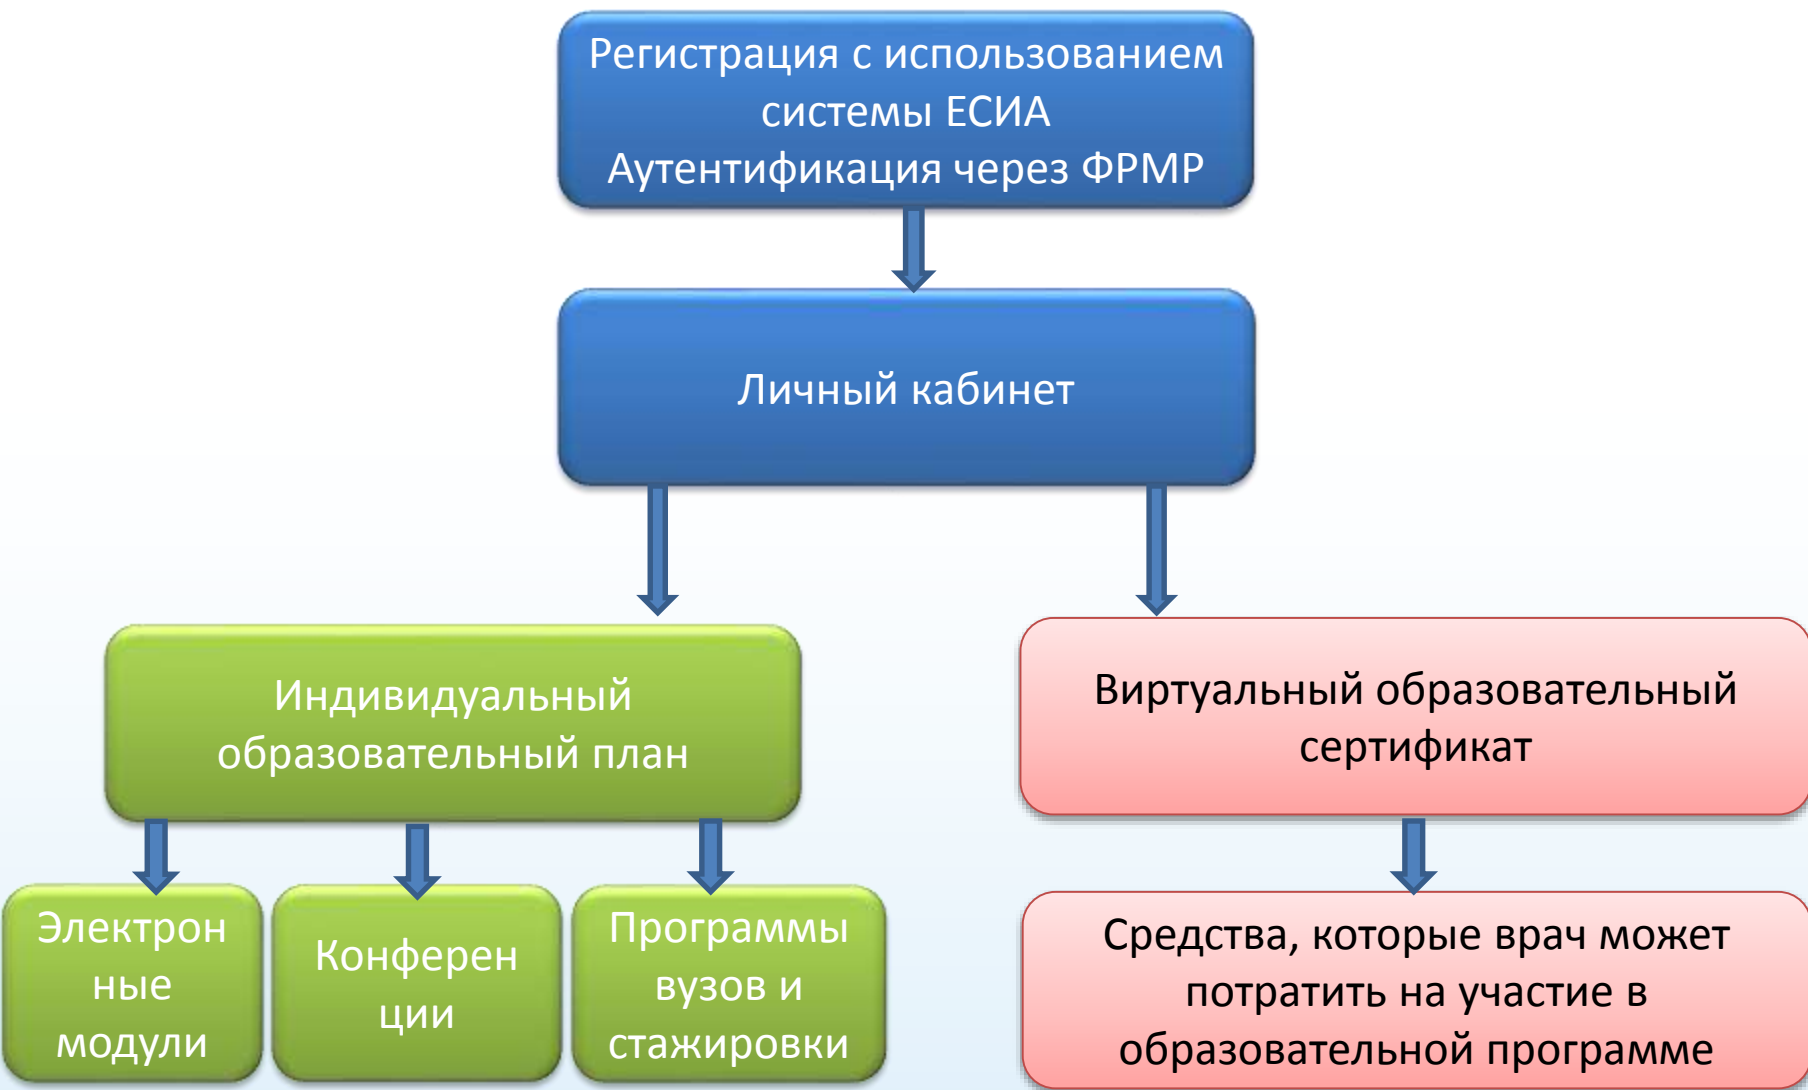 Регистрация с использованием
системы ЕСИА
Аутентификация через ФРМР
Личный кабинет
Индивидуальный
образовательный план
Виртуальный образовательный
сертификат
Электрон
ные
модули
Конферен
ции
Программы
вузов и
стажировки
Средства, которые врач может
потратить на участие в
образовательной программе